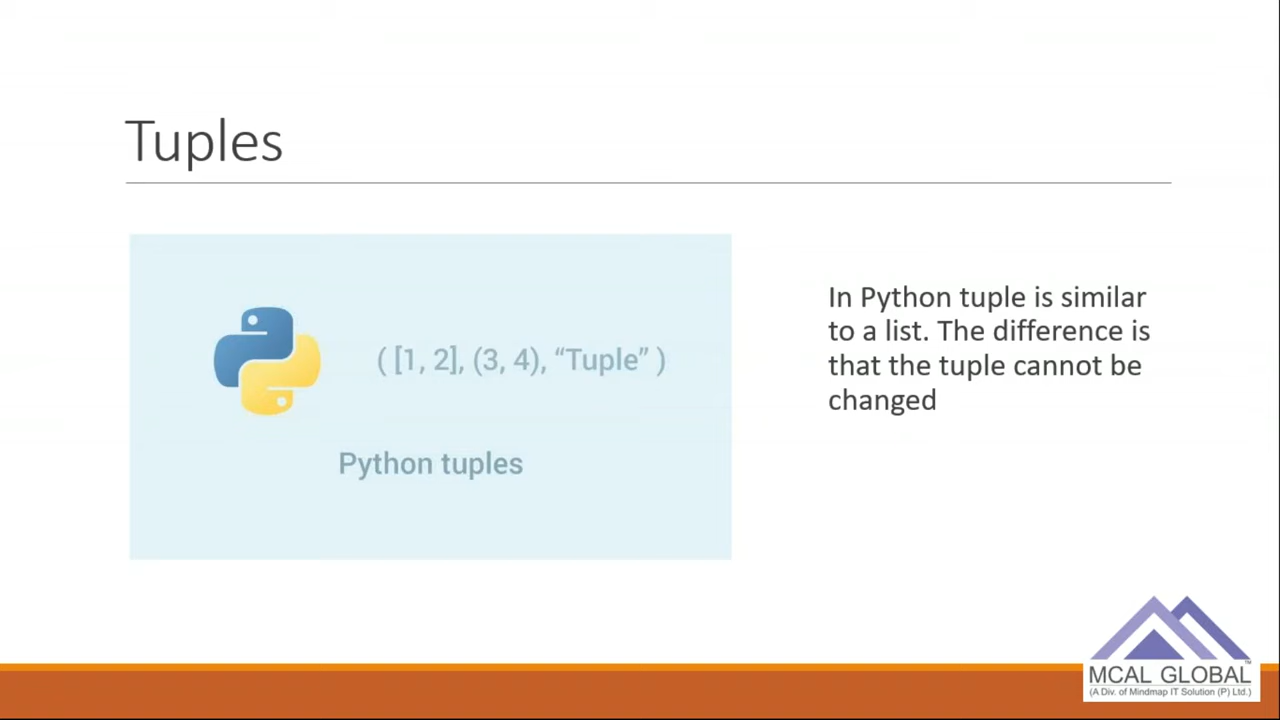 Tuples
( [1, 2], (3, 4), “Tuple” )
Python tuples
In Python tuple is similar
to a list. The difference is
that the tuple cannot be
changed
MCAL GLOBAL™
(A Div. of Mindmap IT Solution (P) Ltd.)